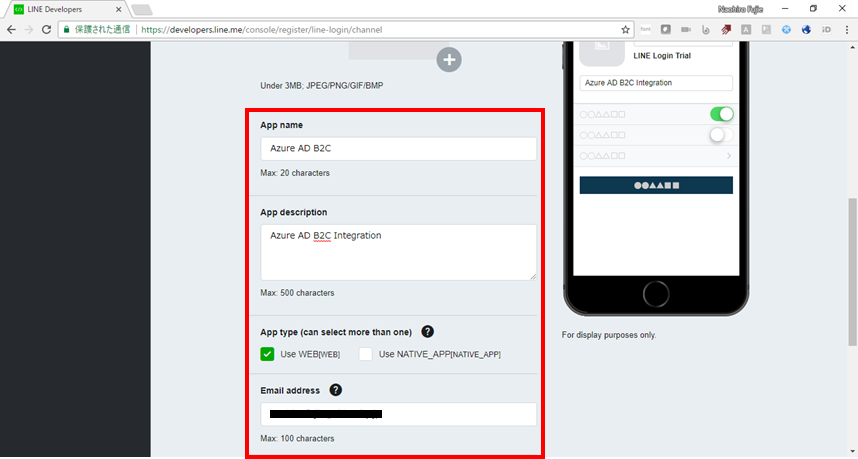 LINE Developers
Naohiro Fujie
保護された通信
https://developers.line.me/console/register/line-login/channel
Under 3MB; JPEG/PNG/GIF/BMP
App name
Azure AD B2C
Max: 20 characters
App description
Azure AD B2C Integration
Max: 500 characters
App type (can select more than one) ?
Use WEB[WEB]
Use NATIVE_APP[NATIVE_APP]
Email address ?
Max: 100 characters
LINE Login Trial
Azure AD B2C Integration
○○△△□□
○○△△□□
○○△△□□
●●▲▲■■
For display purposes only.